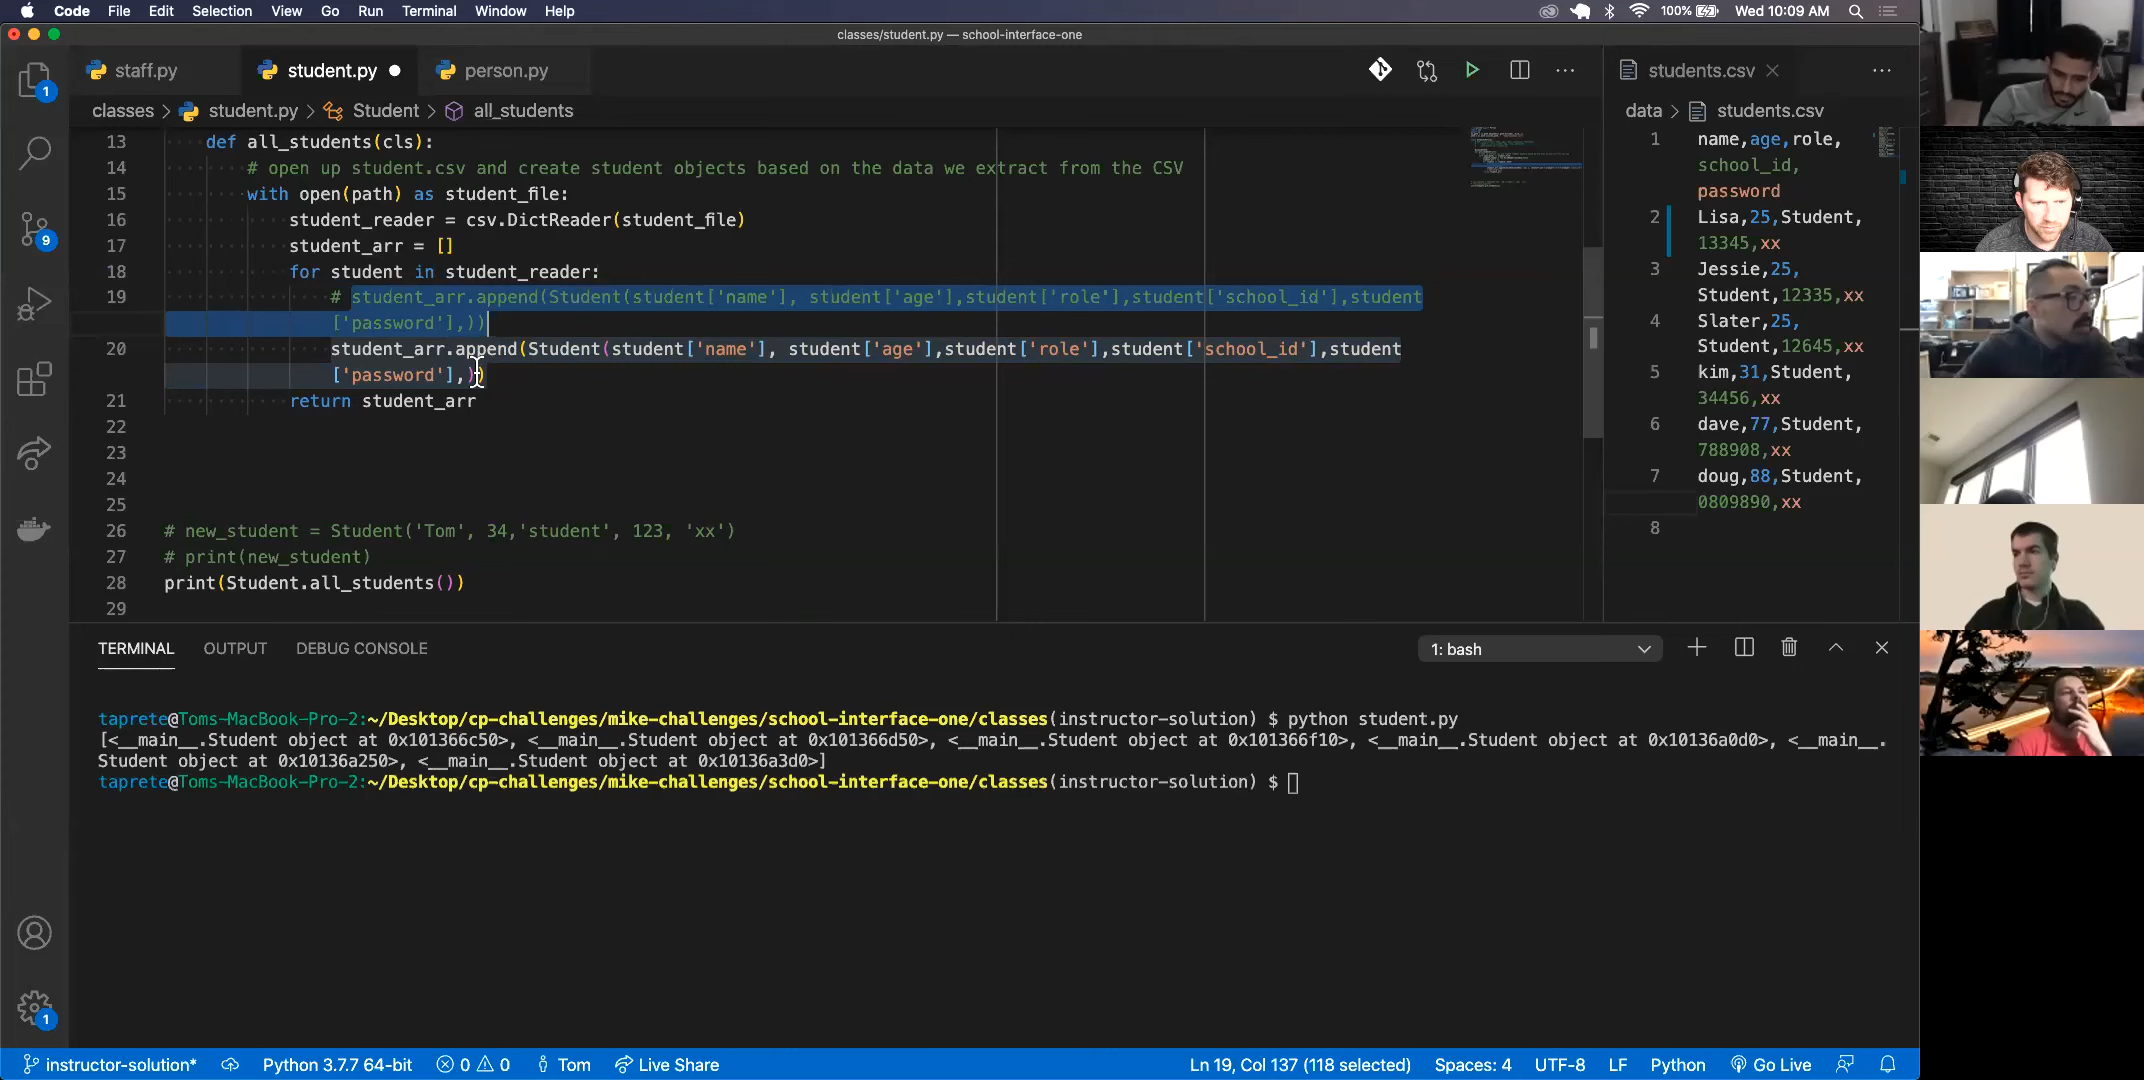 Code File Edit Selection View Go Run Terminal Window Help 100% Wed 10:09 AM
classes/student.py — school-interface-one
staff.py student.py person.py
students.csv
classes > student.py > Student > all_students
data > students.csv
13 def all_students(cls):
14 # open up student.csv and create student objects based on the data we extract from the CSV
15 with open(path) as student_file:
16 student_reader = csv.DictReader(student_file)
17 student_arr = []
18 for student in student_reader:
19 # student_arr.append(Student(student['name'], student['age'],student['role'],student['school_id'],student
['password'],))
20 student_arr.append(Student(student['name'], student['age'],student['role'],student['school_id'],student
['password'],))
21 return student_arr
22
23
24
25
26 # new_student = Student('Tom', 34,'student', 123, 'xx')
27 # print(new_student)
28 print(Student.all_students())
29
1 name,age,role,
school_id,
password
2 Lisa,25,Student,
13345,xx
3 Jessie,25,
Student,12335,xx
4 Slater,25,
Student,12645,xx
5 kim,31,Student,
34456,xx
6 dave,77,Student,
788908,xx
7 doug,88,Student,
0809890,xx
8
1
9
1
TERMINAL OUTPUT DEBUG CONSOLE 1: bash
taprete@Toms-MacBook-Pro-2:~/Desktop/cp-challenges/mike-challenges/school-interface-one/classes(instructor-solution) $ python student.py
[<__main__.Student object at 0x101366c50>, <__main__.Student object at 0x101366d50>, <__main__.Student object at 0x101366f10>, <__main__.Student object at 0x10136a0d0>, <__main__.
Student object at 0x10136a250>, <__main__.Student object at 0x10136a3d0>]
taprete@Toms-MacBook-Pro-2:~/Desktop/cp-challenges/mike-challenges/school-interface-one/classes(instructor-solution) $
instructor-solution* Python 3.7.7 64-bit 0 0 Tom Live Share Ln 19, Col 137 (118 selected) Spaces: 4 UTF-8 LF Python Go Live